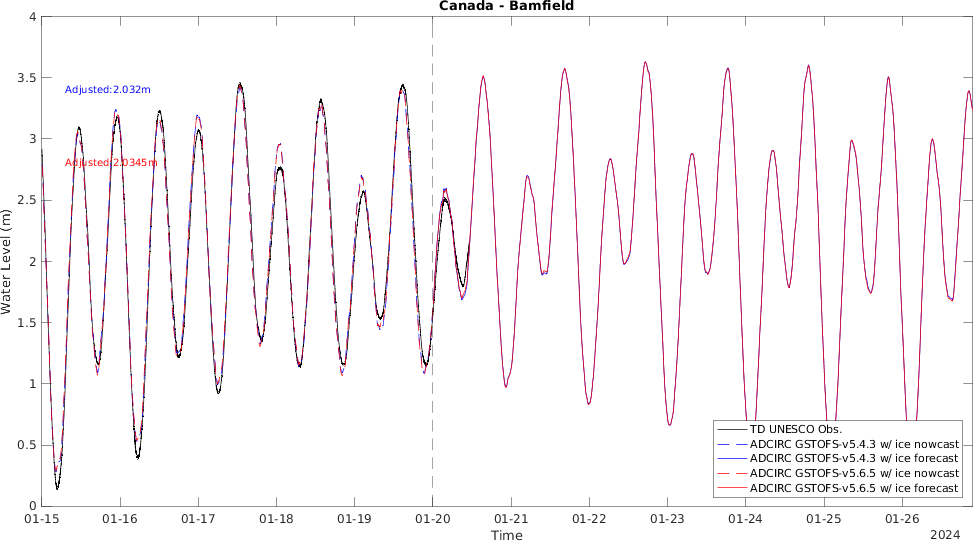 Canada - Bamfield
4
3.5
3
2.5
2
1.5
1
0.5
0
Water Level (m)
Adjusted:2.032m
Adjusted:2.0345m
TD UNESCO Obs.
ADCIRC GSTOFS-v5.4.3 w/ ice nowcast
ADCIRC GSTOFS-v5.4.3 w/ ice forecast
ADCIRC GSTOFS-v5.6.5 w/ ice nowcast
ADCIRC GSTOFS-v5.6.5 w/ ice forecast
01-15 01-16 01-17 01-18 01-19 01-20 01-21 01-22 01-23 01-24 01-25 01-26
Time
2024